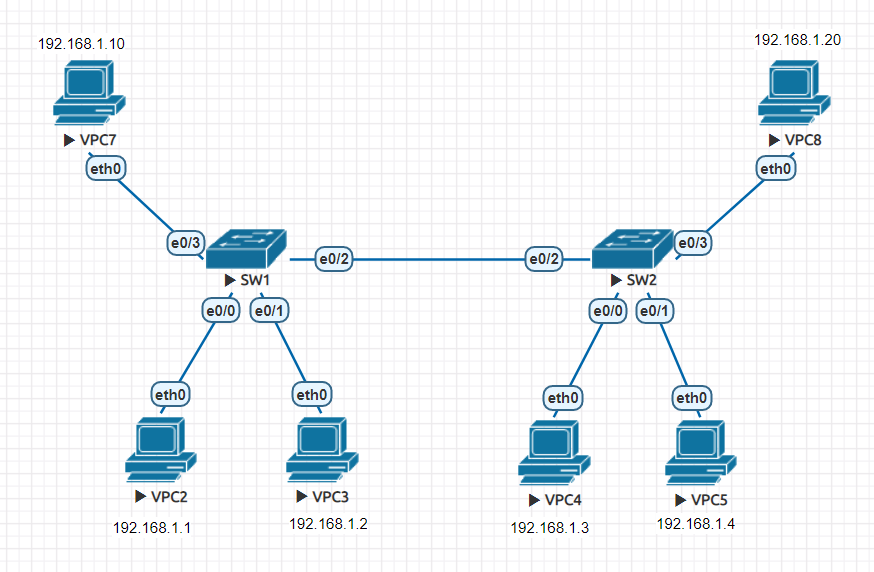 192.168.1.10
192.168.1.20
VPC7
VPC8
eth0
eth0
e0/3
e0/2
e0/2
e0/3
SW1
SW2
e0/0
e0/1
e0/0
e0/1
eth0
eth0
eth0
eth0
VPC2
VPC3
VPC4
VPC5
192.168.1.1
192.168.1.2
192.168.1.3
192.168.1.4